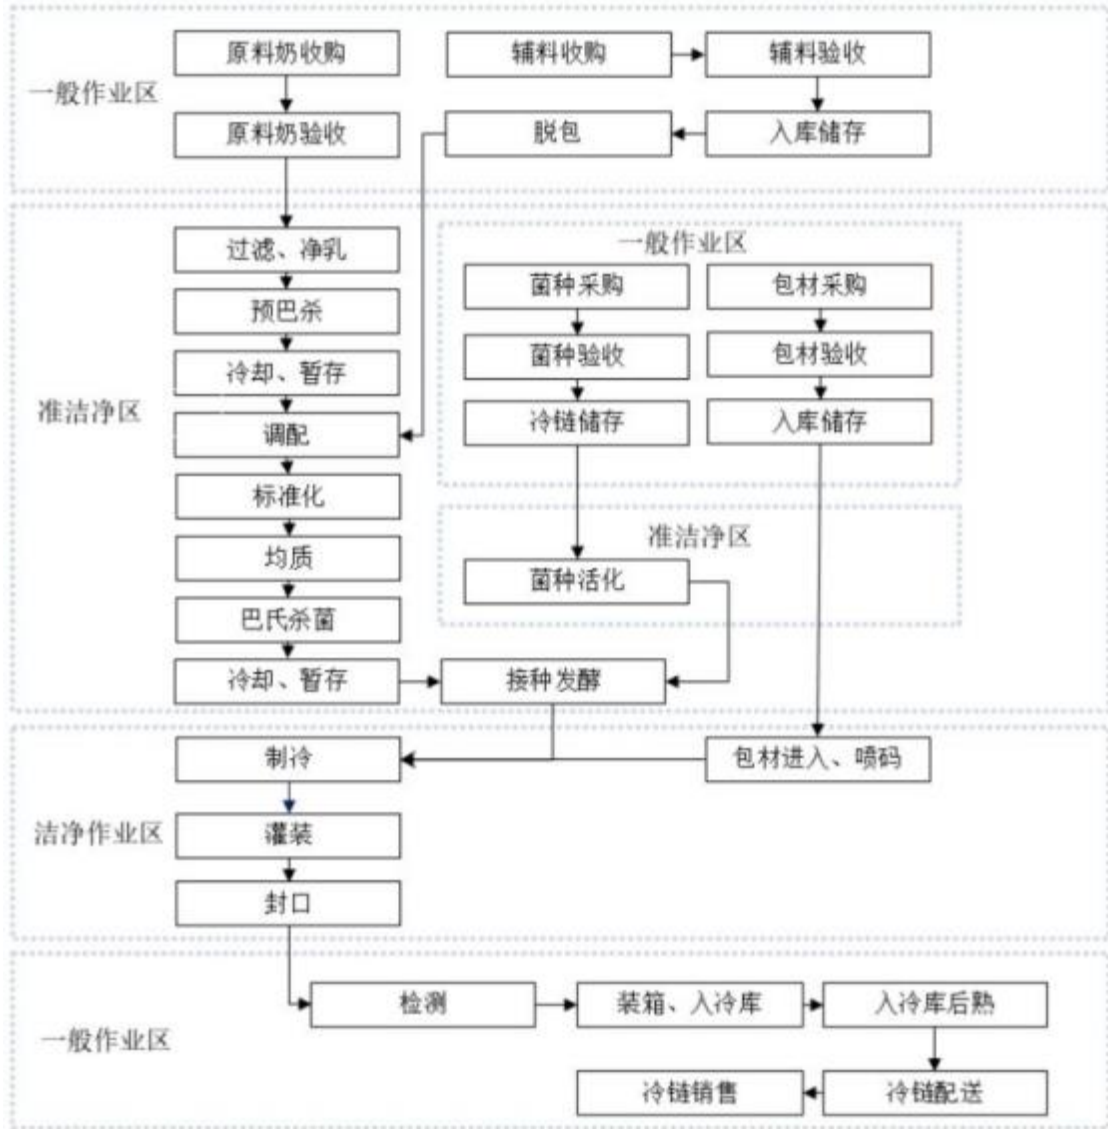 原料奶收购
辅料收购
辅料验收
一般作业区
原料奶验收
脱包
入库储存
过滤、净乳
一般作业区
预巴杀
菌种采购
包材采购
冷却、暂存
菌种验收
包材验收
准洁净区
调配
冷链储存
入库储存
标准化
准洁净区
均质
菌种活化
巴氏杀菌
冷却、暂存
接种发酵
制冷
包材进入、喷码
洁净作业区
灌装
封口
检测
装箱、入冷库
入冷库后熟
一般作业区
冷链销售
冷链配送